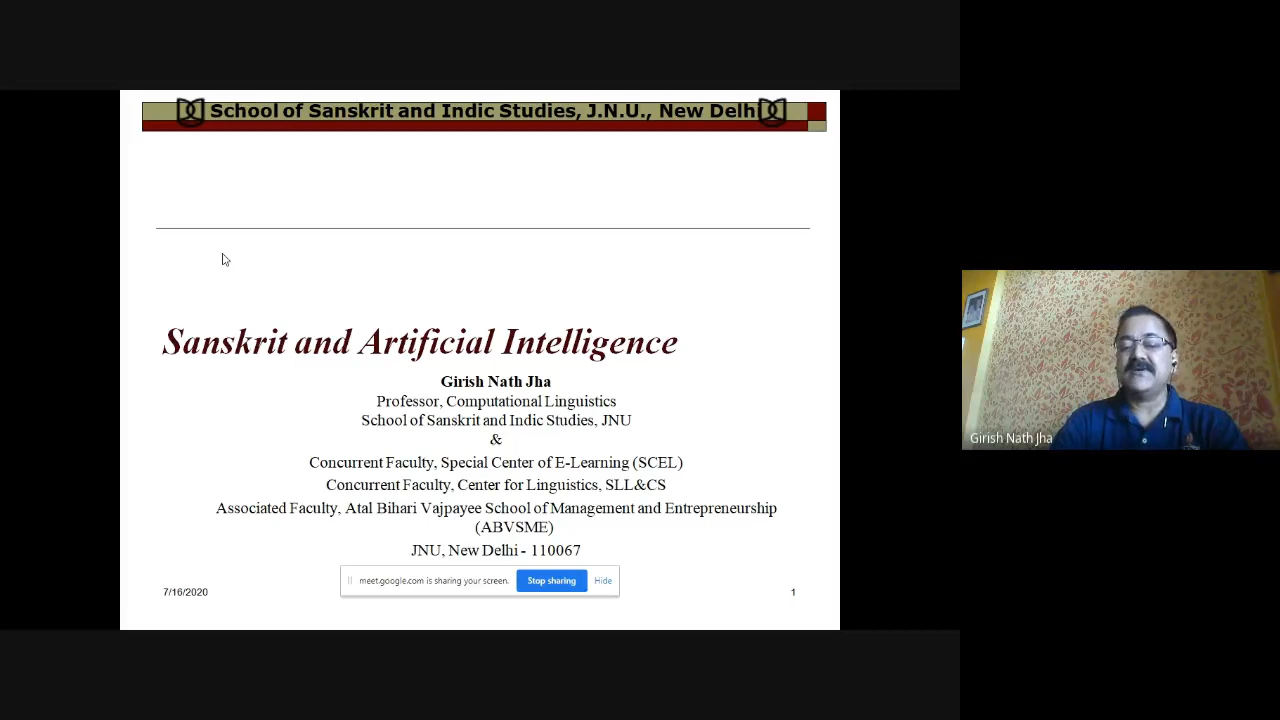 School of Sanskrit and Indic Studies, J.N.U., New Delhi
Sanskrit and Artificial Intelligence
Girish Nath Jha
Professor, Computational Linguistics
School of Sanskrit and Indic Studies, JNU
&
Concurrent Faculty, Special Center of E-Learning (SCEL)
Concurrent Faculty, Center for Linguistics, SLL&CS
Associated Faculty, Atal Bihari Vajpayee School of Management and Entrepreneurship
(ABVSME)
JNU, New Delhi - 110067
meet.google.com is sharing your screen. Stop sharing Hide
7/16/2020 1
Girish Nath Jha